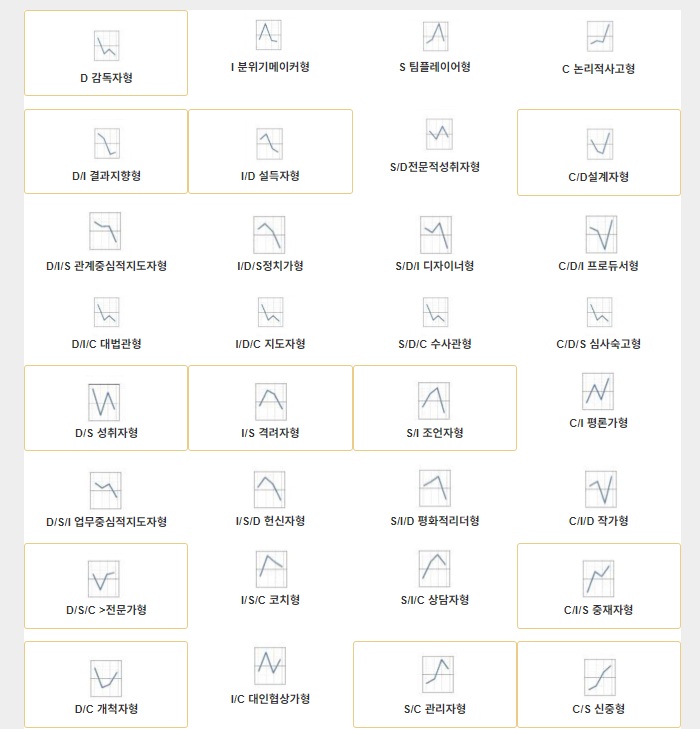 D 감독자형
I 분위기메이커형
S 팀플레이어형
C 논리적사고형
D/I 결과지향형
I/D 설득자형
S/D전문적성취자형
C/D설계자형
D/I/S 관계중심적지도자형
I/D/S정치가형
S/D/I 디자이너형
C/D/I 프로듀서형
D/I/C 대법관형
I/D/C 지도자형
S/D/C 수사관형
C/D/S 심사숙고형
D/S 성취자형
I/S 격려자형
S/I 조언자형
C/I 평론가형
D/S/I 업무중심적지도자형
I/S/D 헌신자형
S/I/D 평화적리더형
C/I/D 작가형
D/S/C >전문가형
I/S/C 코치형
S/I/C 상담자형
C/I/S 중재자형
D/C 개척자형
I/C 대인협상가형
S/C 관리자형
C/S 신중형